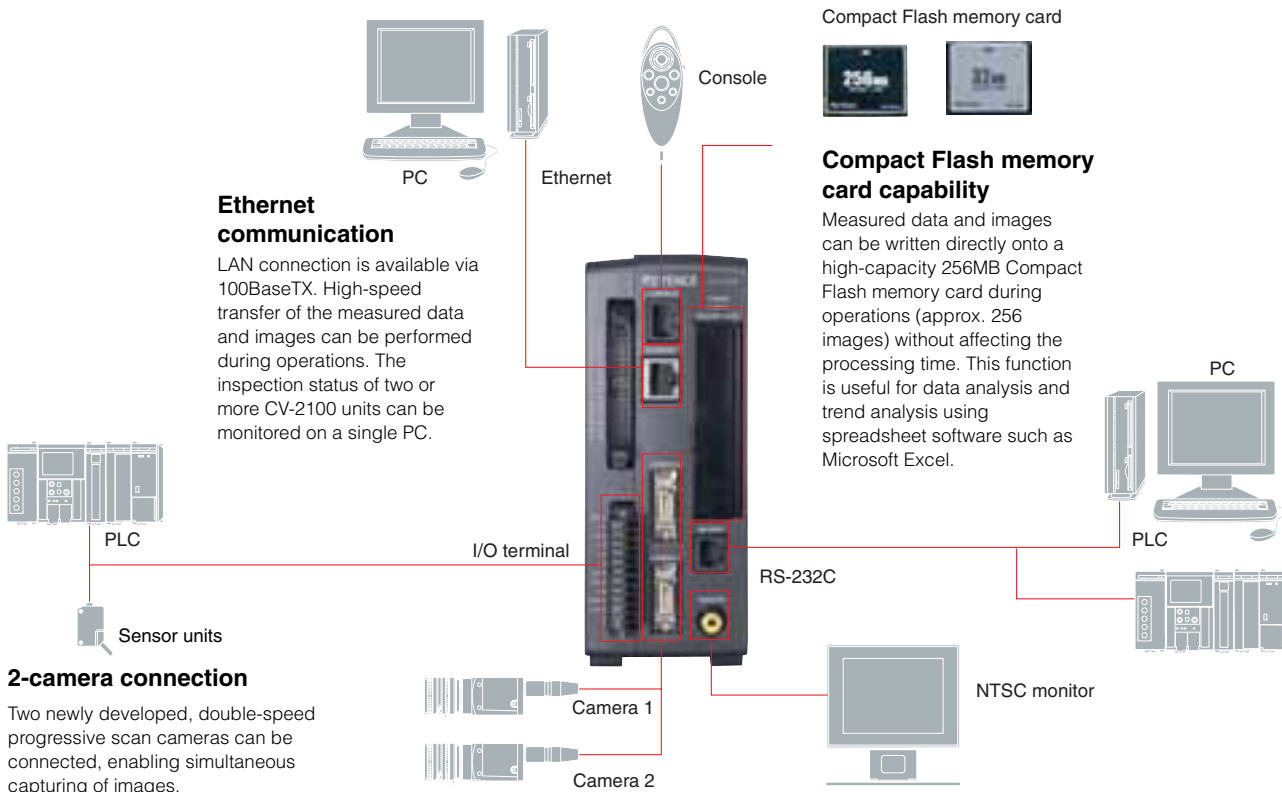 Compact Flash memory card
256MB
32MB
Console
PC
Ethernet
Ethernet
communication
LAN connection is available via
100BaseTX. High-speed
transfer of the measured data
and images can be performed
during operations. The
inspection status of two or
more CV-2100 units can be
monitored on a single PC.
Compact Flash memory
card capability
Measured data and images
can be written directly onto a
high-capacity 256MB Compact
Flash memory card during
operations (approx. 256
images) without affecting the
processing time. This function
is useful for data analysis and
trend analysis using
spreadsheet software such as
Microsoft Excel.
KEYENCE
PC
PLC
I/O terminal
RS-232C
PLC
Sensor units
2-camera connection
Two newly developed, double-speed
progressive scan cameras can be
connected, enabling simultaneous
capturing of images.
Camera 1
Camera 2
NTSC monitor